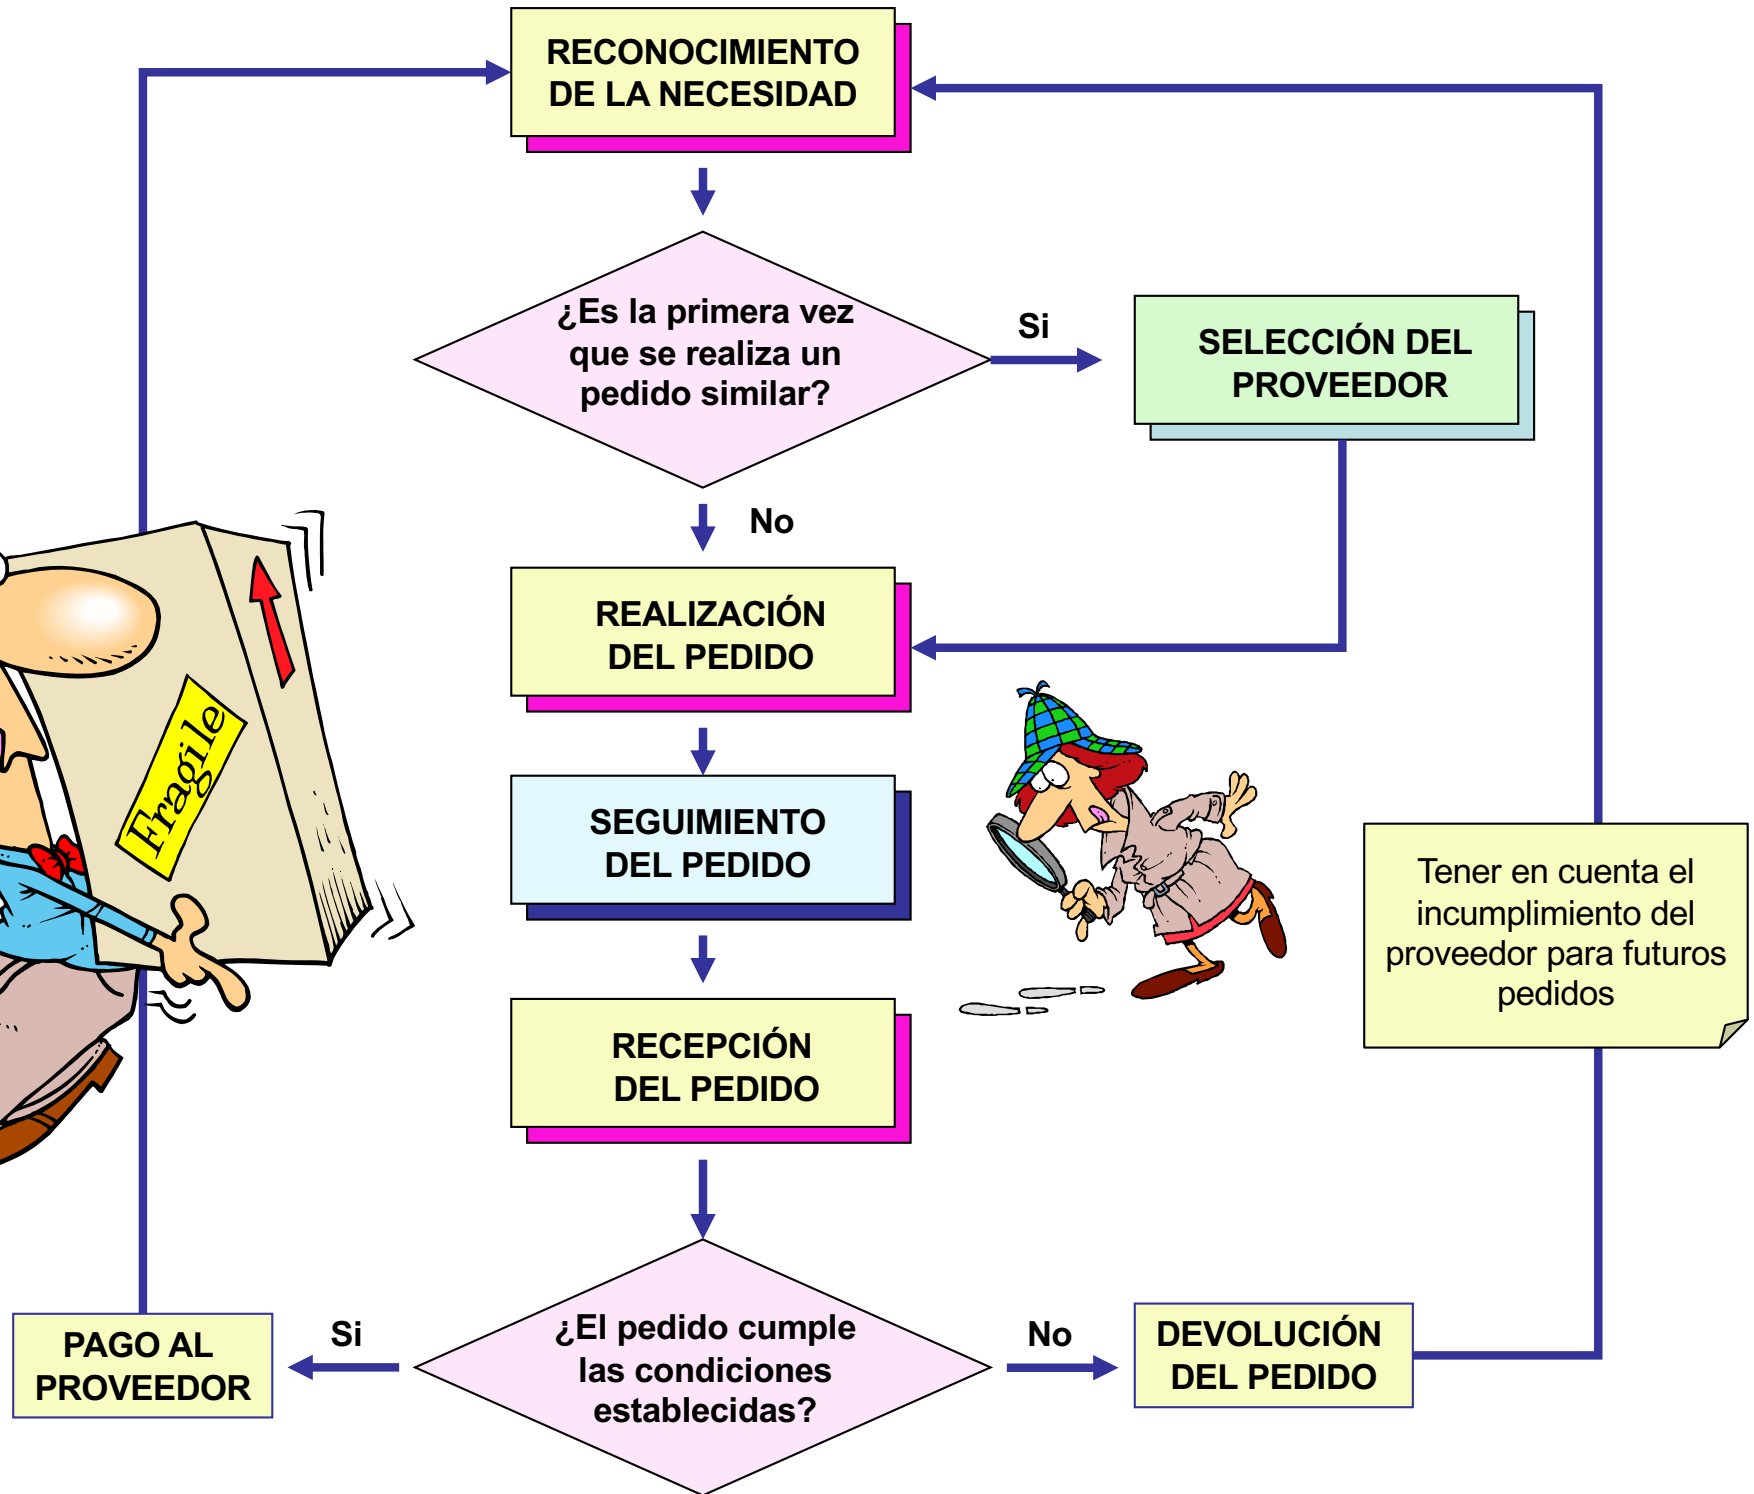 RECONOCIMIENTO
DE LA NECESIDAD
¿Es la primera vez
que se realiza un
pedido similar?
Si
SELECCIÓN DEL
PROVEEDOR
No
REALIZACIÓN
DEL PEDIDO
Fragile
SEGUIMIENTO
DEL PEDIDO
Tener en cuenta el
incumplimiento del
proveedor para futuros
pedidos
RECEPCIÓN
DEL PEDIDO
¿El pedido cumple
las condiciones
establecidas?
Si
PAGO AL
PROVEEDOR
No
DEVOLUCIÓN
DEL PEDIDO